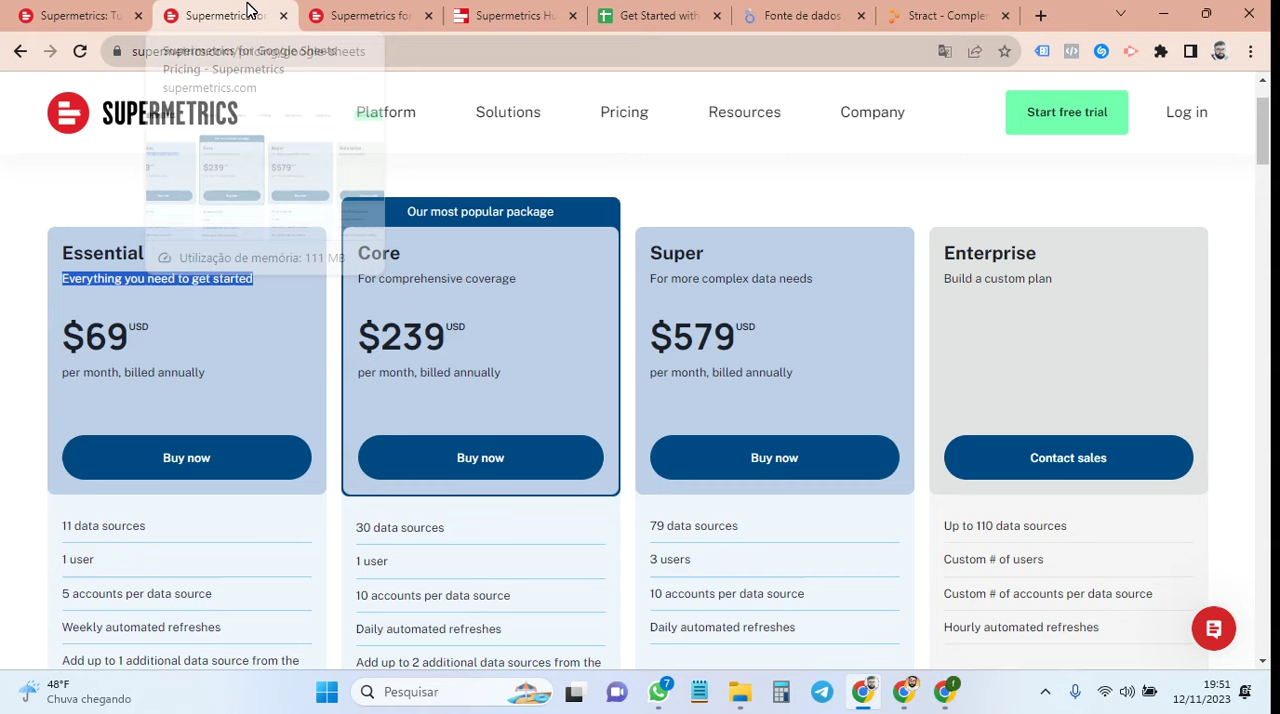 Supermetrics: Tu
Supermetrics for
Supermetrics for
Supermetrics Hu
Get Started with
Fonte de dados
Stract - Complem
supermetrics.com/pricing/google-sheets
Supermetrics for Google Sheets
Pricing - Supermetrics
supermetrics.com
Utilização de memória: 111 MB
SUPERMETRICS
Platform
Solutions
Pricing
Resources
Company
Start free trial
Log in
Our most popular package
Essential
Everything you need to get started
$69 USD
per month, billed annually
Buy now
11 data sources
1 user
5 accounts per data source
Weekly automated refreshes
Add up to 1 additional data source from the
Core
For comprehensive coverage
$239 USD
per month, billed annually
Buy now
30 data sources
1 user
10 accounts per data source
Daily automated refreshes
Add up to 2 additional data sources from the
Super
For more complex data needs
$579 USD
per month, billed annually
Buy now
79 data sources
3 users
10 accounts per data source
Daily automated refreshes
Enterprise
Build a custom plan
Contact sales
Up to 110 data sources
Custom # of users
Custom # of accounts per data source
Hourly automated refreshes
48°F
Chuva chegando
Pesquisar
7
19:51
12/11/2023